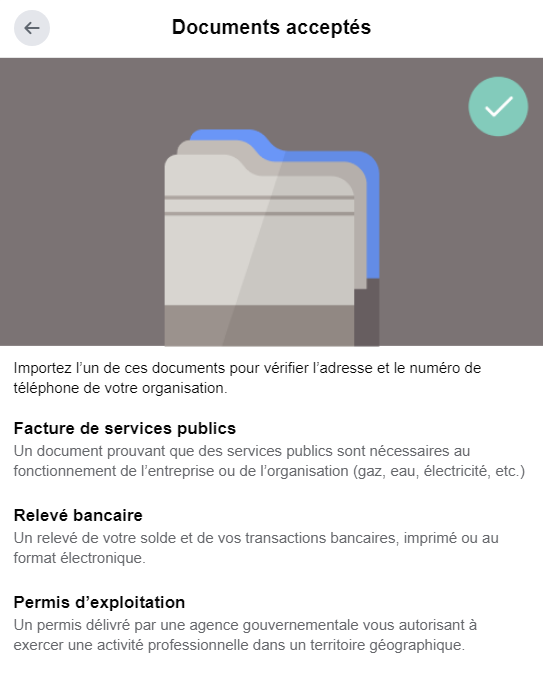 Documents acceptés
Importez l’un de ces documents pour vérifier l’adresse et le numéro de
téléphone de votre organisation.
Facture de services publics
Un document prouvant que des services publics sont nécessaires au
fonctionnement de l’entreprise ou de l’organisation (gaz, eau, électricité, etc.)
Relevé bancaire
Un relevé de votre solde et de vos transactions bancaires, imprimé ou au
format électronique.
Permis d’exploitation
Un permis délivré par une agence gouvernementale vous autorisant à
exercer une activité professionnelle dans un territoire géographique.